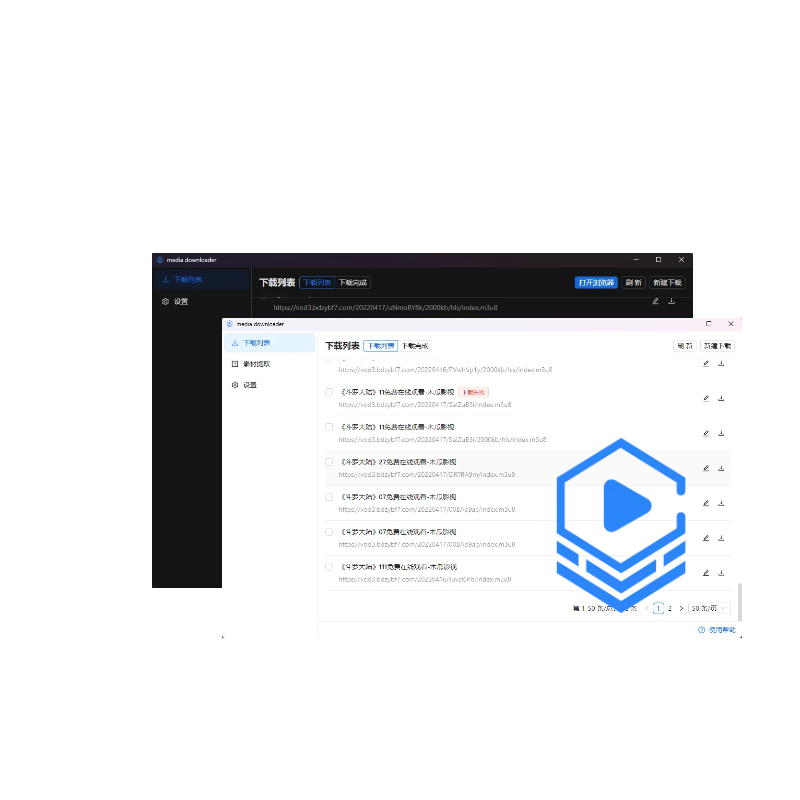 media downloader
下载列表
设置
下载列表 下载列表 下载完成 打开浏览器 刷 新 新建下载
https://vod3.bdzybf7.com/20220417/uNmoRY8k/2000kb/hls/index.m3u8
media downloader
下载列表
素材提取
设置
下载列表 下载列表 下载完成 刷 新 新建下载
https://vod3.bdzybf7.com/20220416/PVwhVp1y/2000kb/hls/index.m3u8
《斗罗大陆》11免费在线观看-木瓜影视 下载失败
https://vod3.bdzybf7.com/20220417/SalZuB3i/index.m3u8
《斗罗大陆》11免费在线观看-木瓜影视
https://vod3.bdzybf7.com/20220417/SalZuB3i/2000kb/hls/index.m3u8
《斗罗大陆》27免费在线观看-木瓜影视
https://vod3.bdzybf7.com/20220417/DRTflA9m/index.m3u8
《斗罗大陆》07免费在线观看-木瓜影视
https://vod3.bdzybf7.com/20220417/00BAo9ac/index.m3u8
《斗罗大陆》07免费在线观看-木瓜影视
https://vod3.bdzybf7.com/20220417/00BAo9ac/index.m3u8
《斗罗大陆》111免费在线观看-木瓜影视
https://vod3.bdzybf7.com/20220416/Juvcl6Mb/index.m3u8
第 1-50 条/总 条 1 2 50 条/页
使用帮助